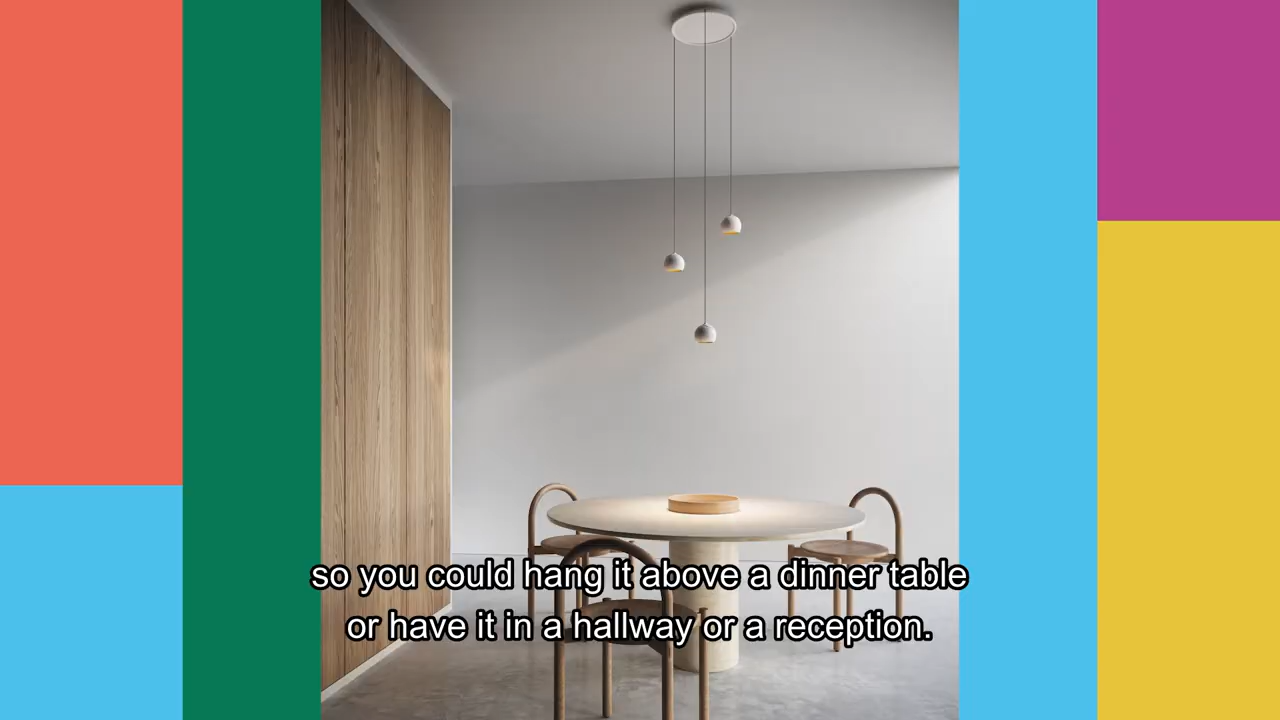 so you could hang it above a dinner table
or have it in a hallway or a reception.